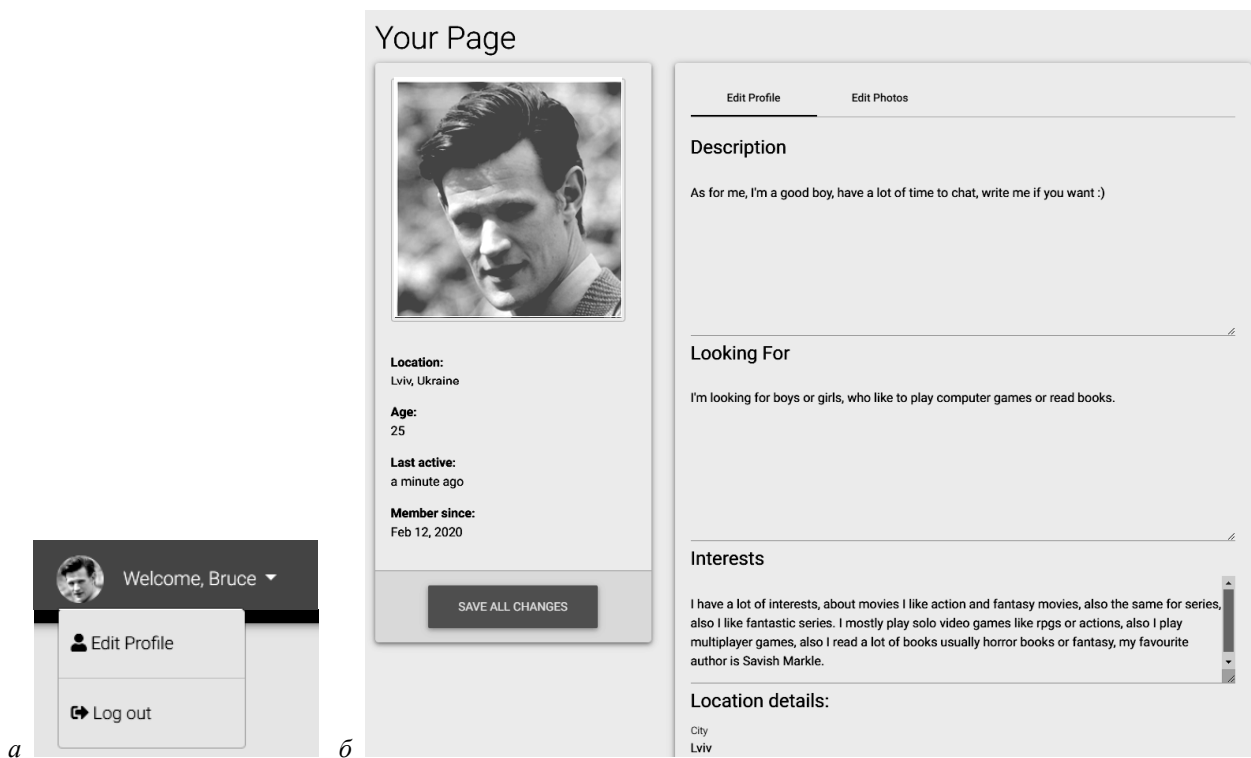 Your Page
Edit Profile
Edit Photos
Description
As for me, I'm a good boy, have a lot of time to chat, write me if you want :)
Looking For
I'm looking for boys or girls, who like to play computer games or read books.
Interests
I have a lot of interests, about movies I like action and fantasy movies, also the same for series,
also I like fantastic series. I mostly play solo video games like rpgs or actions, also I play
multiplayer games, also I read a lot of books usually horror books or fantasy, my favourite
author is Savish Markle.
Location details:
City
Lviv
Location:
Lviv, Ukraine
Age:
25
Last active:
a minute ago
Member since:
Feb 12, 2020
SAVE ALL CHANGES
Welcome, Bruce
Edit Profile
Log out
а
б